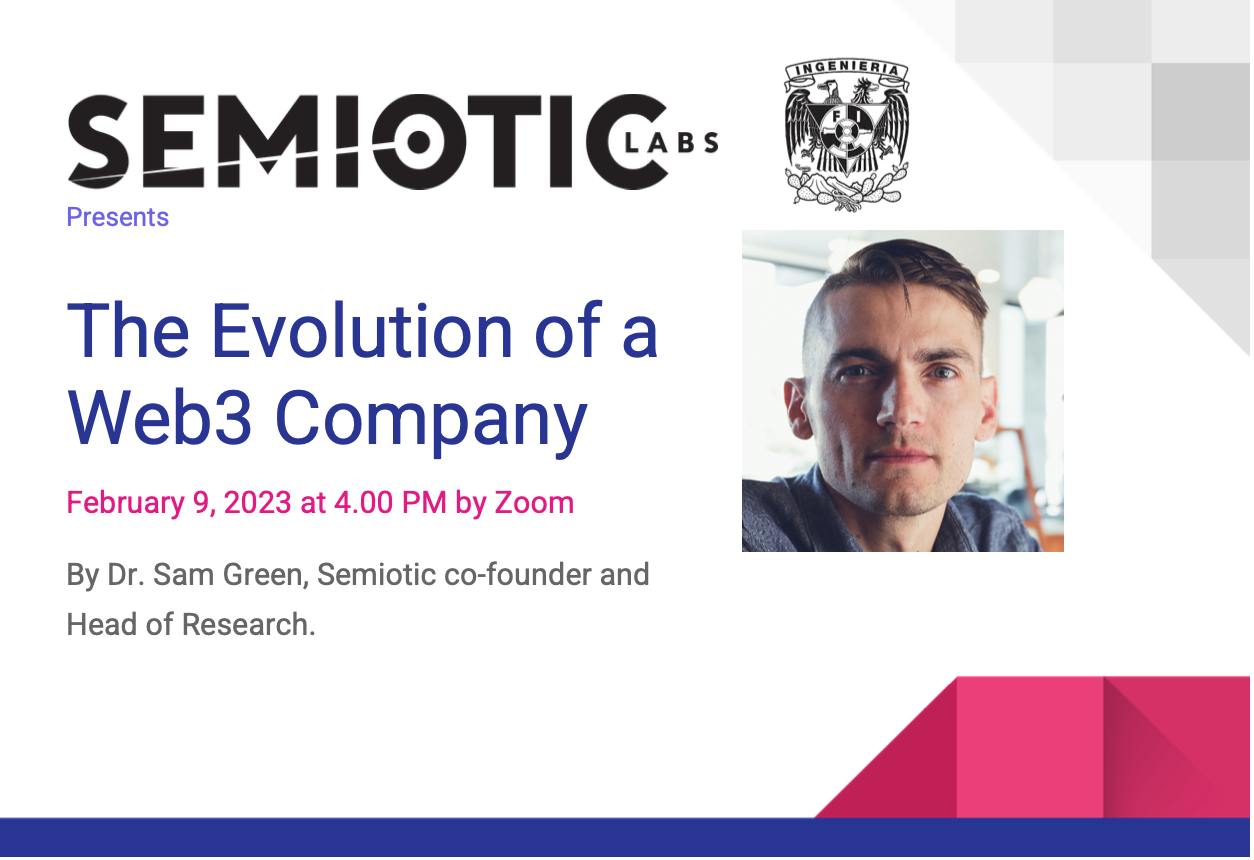 SEMIOTIC LABS
INGENIERIA
F I
Presents
The Evolution of a
Web3 Company
February 9, 2023 at 4.00 PM by Zoom
By Dr. Sam Green, Semiotic co-founder and
Head of Research.